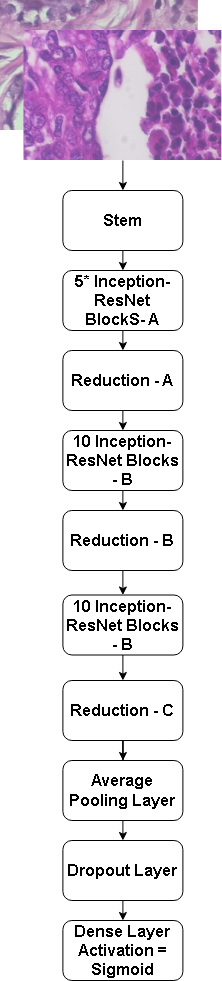 Stem
5* Inception-
ResNet
BlockS- A
Reduction - A
10 Inception-
ResNet Blocks
- B
Reduction - B
10 Inception-
ResNet Blocks
- B
Reduction - C
Average
Pooling Layer
Dropout Layer
Dense Layer
Activation =
Sigmoid